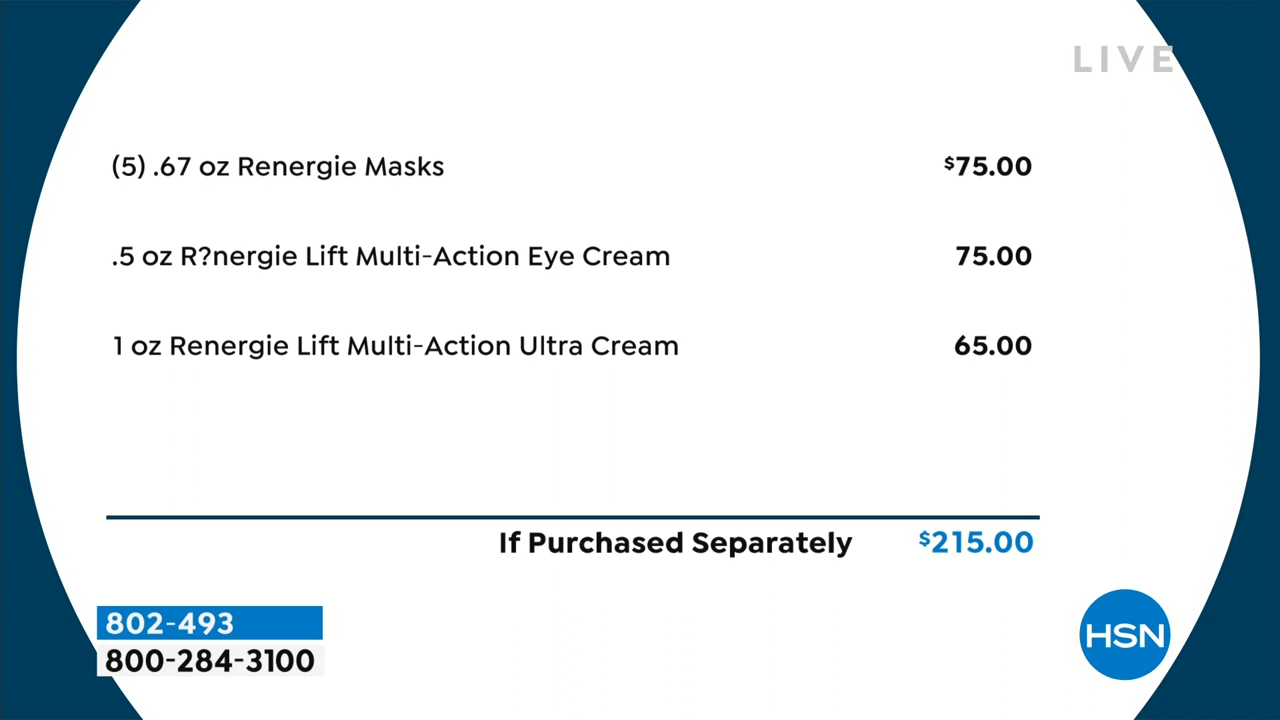 LIVE
(5) .67 oz Renergie Masks $75.00
.5 oz R?nergie Lift Multi-Action Eye Cream 75.00
1 oz Renergie Lift Multi-Action Ultra Cream 65.00
If Purchased Separately $215.00
802-493
800-284-3100
HSN